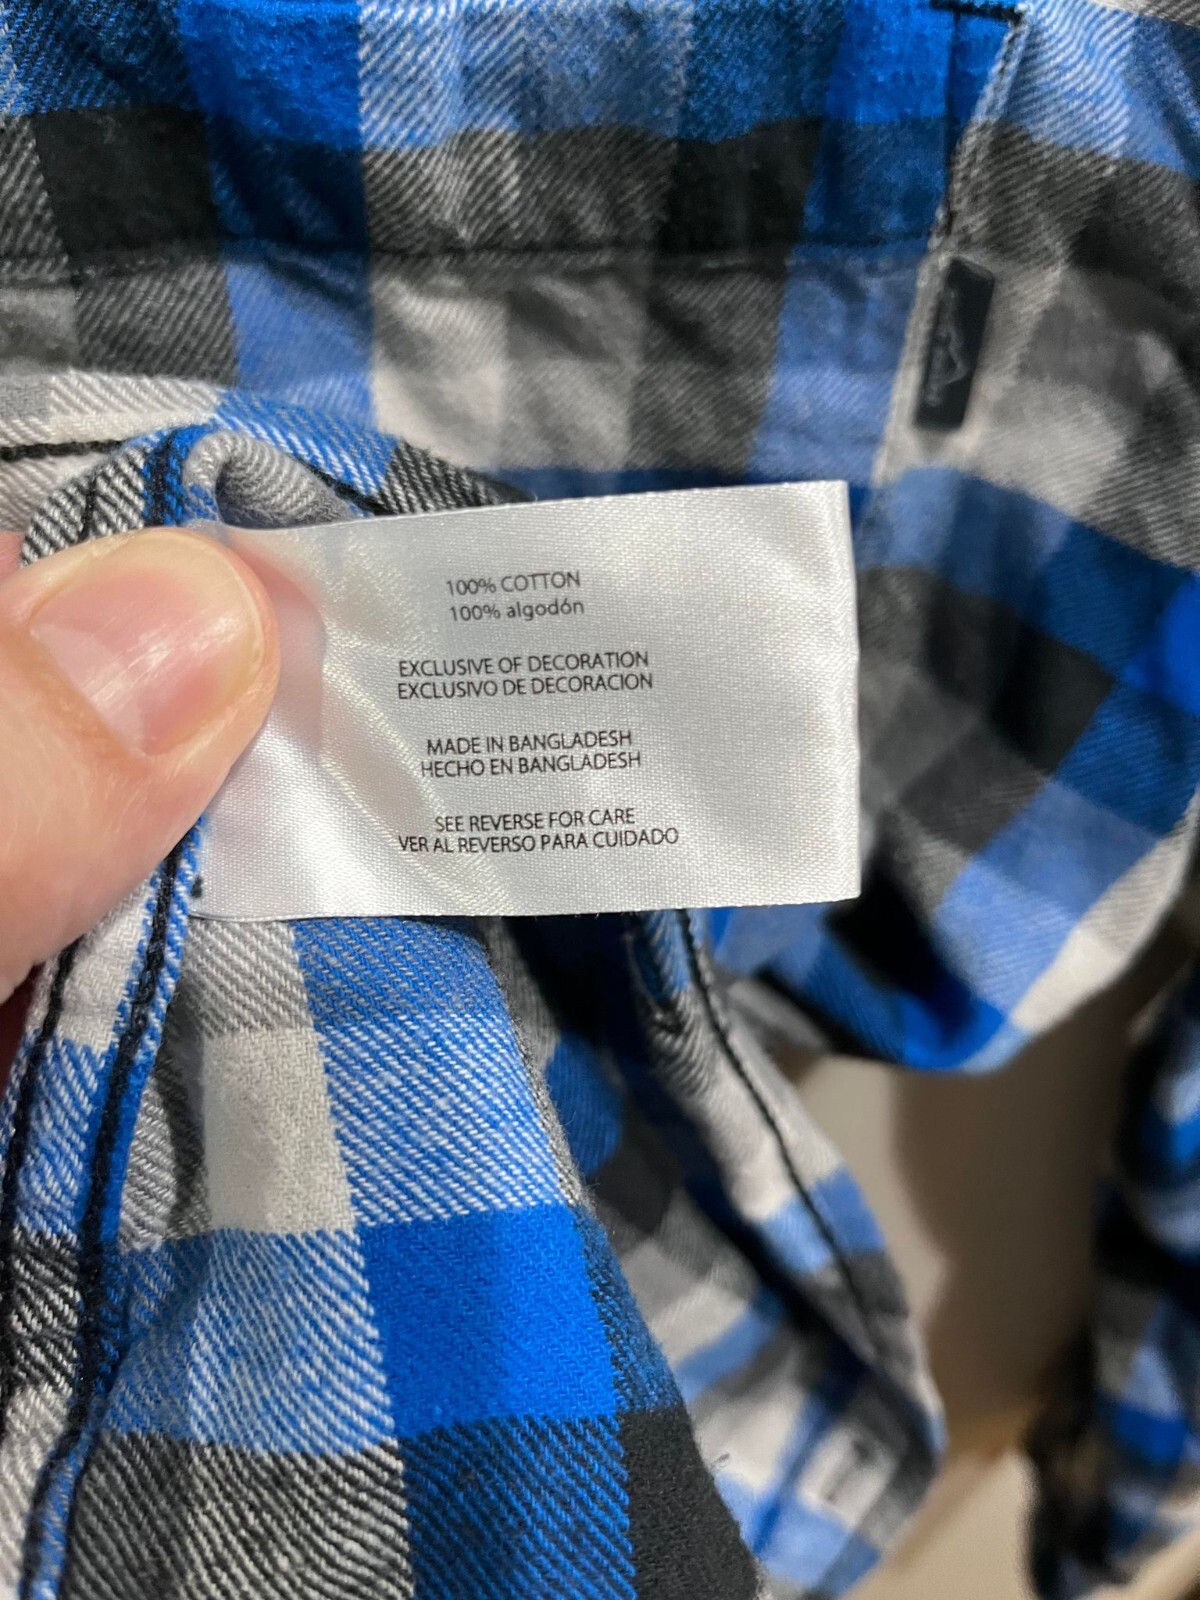 100% COTTON
100% algodón
EXCLUSIVE OF DECORATION
EXCLUSIVO DE DECORACION
MADE IN BANGLADESH
HECHO EN BANGLADESH
SEE REVERSE FOR CARE
VER AL REVERSO PARA CUIDADO